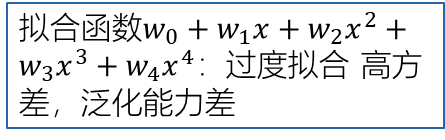 拟合函数𝑤₀ + 𝑤₁𝑥 + 𝑤₂𝑥² +
𝑤₃𝑥³ + 𝑤₄𝑥⁴：过度拟合 高方
差，泛化能力差